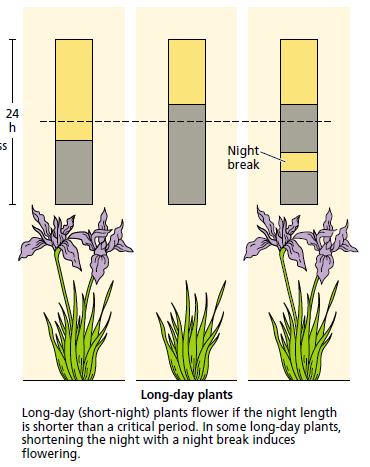 24
h
ss
Night
break
Long-day plants
Long-day (short-night) plants flower if the night length
is shorter than a critical period. In some long-day plants,
shortening the night with a night break induces
flowering.